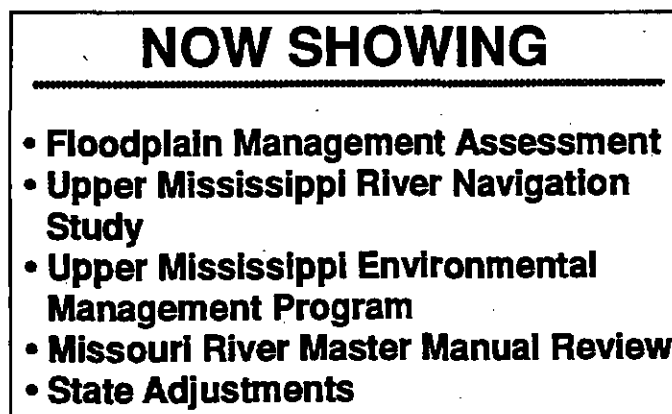 NOW SHOWING
• Floodplain Management Assessment
• Upper Mississippi River Navigation
Study
• Upper Mississippi Environmental
Management Program
• Missouri River Master Manual Review
• State Adjustments